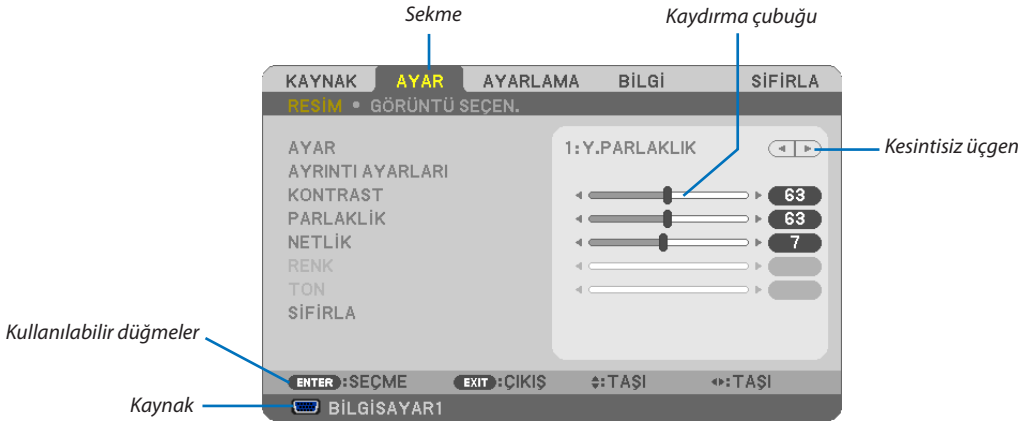 Sekme
Kaydırma çubuğu
KAYNAK AYAR AYARLAMA BİLGİ SİFİRLA
RESİM • GÖRÜNTÜ SEÇEN.
AYAR 1:Y.PARLAKLIK
Kesintisiz üçgen
AYRINTI AYARLARI
KONTRAST 63
PARLAKLİK 63
NETLİK 7
RENK
TON
SİFİRLA
Kullanılabilir düğmeler
ENTER :SEÇME EXIT :ÇIKIŞ :TAŞI :TAŞI
Kaynak
BİLGİSAYAR1